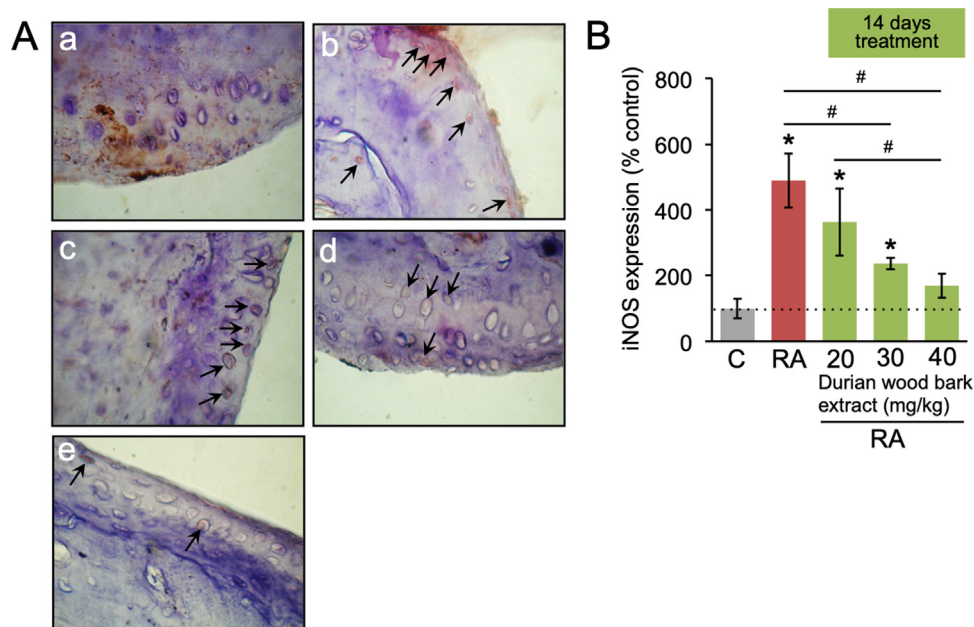 A
a
b
c
d
e
B
14 days
treatment
iNOS expression (% control)
800
600
400
200
0
#
#
#
*
*
*
C
RA
20
30
40
Durian wood bark
extract (mg/kg)
RA